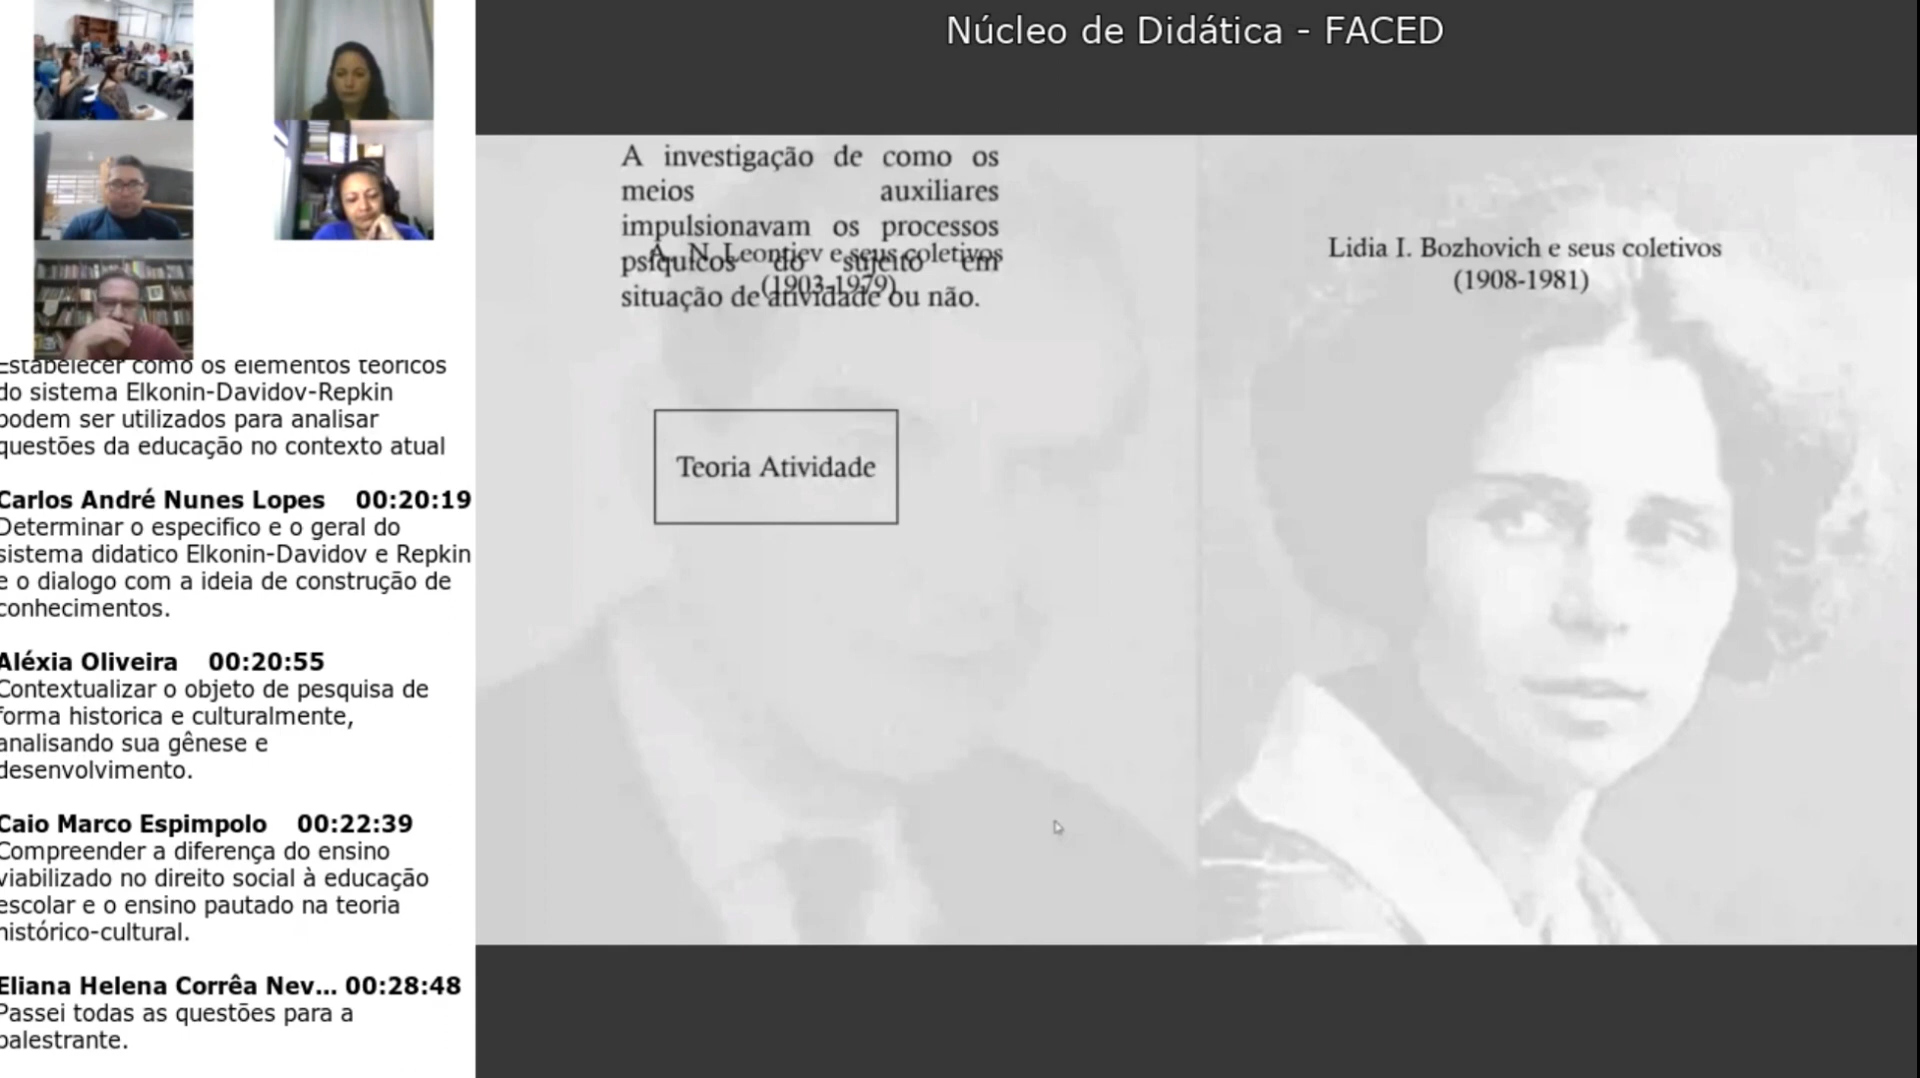 Núcleo de Didática - FACED
Estabelecer como os elementos teóricos
do sistema Elkonin-Davidov-Repkin
podem ser utilizados para analisar
questões da educação no contexto atual
Carlos André Nunes Lopes 00:20:19
Determinar o especifico e o geral do
sistema didatico Elkonin-Davidov e Repkin
e o dialogo com a ideia de construção de
conhecimentos.
Aléxia Oliveira 00:20:55
Contextualizar o objeto de pesquisa de
forma historica e culturalmente,
analisando sua gênese e
desenvolvimento.
Caio Marco Espimpolo 00:22:39
Compreender a diferença do ensino
viabilizado no direito social à educação
escolar e o ensino pautado na teoria
histórico-cultural.
Eliana Helena Corrêa Nev... 00:28:48
Passei todas as questões para a
palestrante.
A investigação de como os
meios auxiliares
impulsionavam os processos
psíquicos do sujeito em
situação de atividade ou não.
A. N. Leontiev e seus coletivos
(1903-1979)
Teoria Atividade
Lidia I. Bozhovich e seus coletivos
(1908-1981)